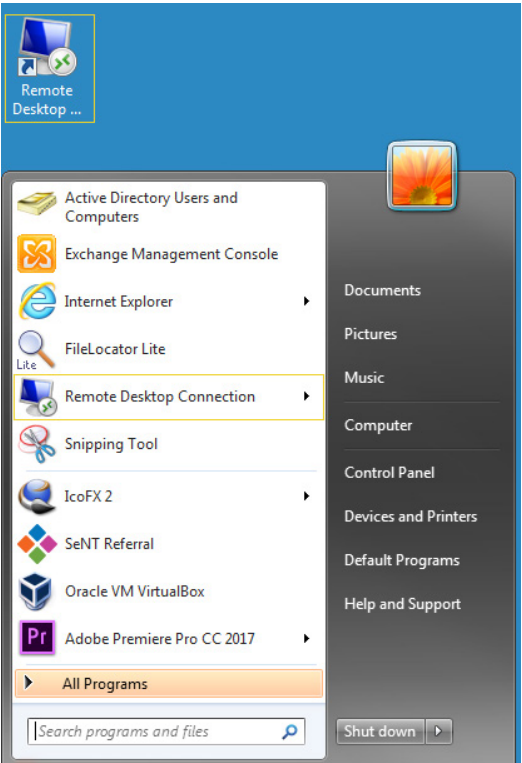 Remote
Desktop ...
Active Directory Users and
Computers
Exchange Management Console
Internet Explorer
Lite
FileLocator Lite
Remote Desktop Connection
Snipping Tool
IcoFX 2
SeNT Referral
Oracle VM VirtualBox
Pr
Adobe Premiere Pro CC 2017
All Programs
Search programs and files
Documents
Pictures
Music
Computer
Control Panel
Devices and Printers
Default Programs
Help and Support
Shut down